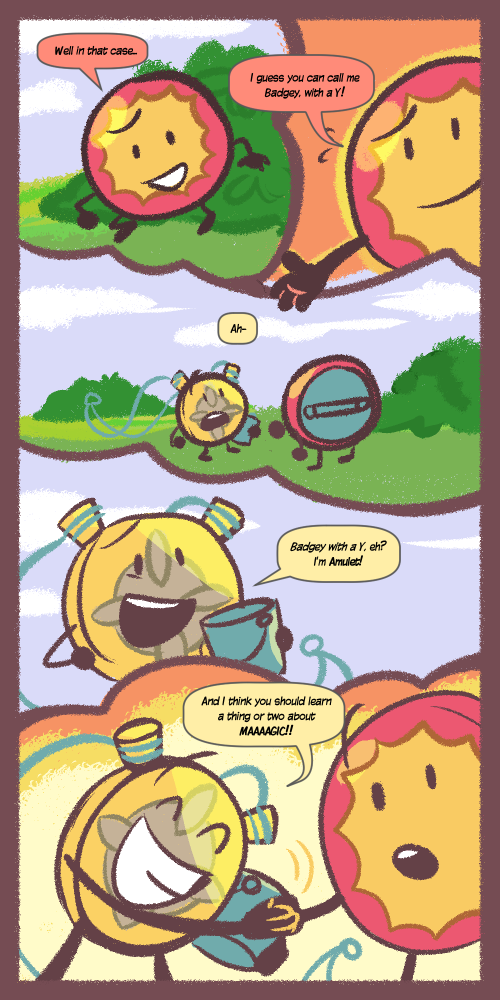 Well in that case...
I guess you can call me
Badgey, with a Y!
Ah-
Badgey with a Y, eh?
I'm Amulet!
And I think you should learn
a thing or two about
MAAAAGIC!!